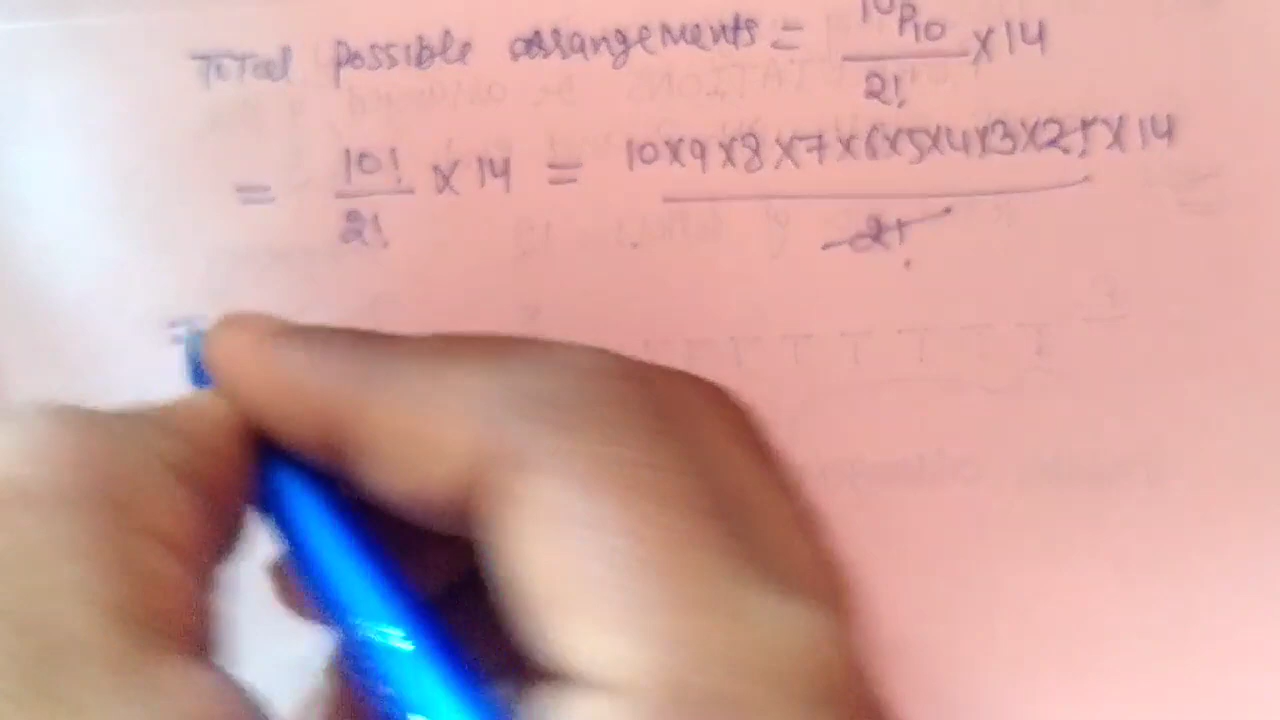 Total possible arrangements = ¹⁰P₁₀ / 2! × 14
= 10! / 2! × 14 = 10×9×8×7×6×5×4×3×2! × 14 / 2!